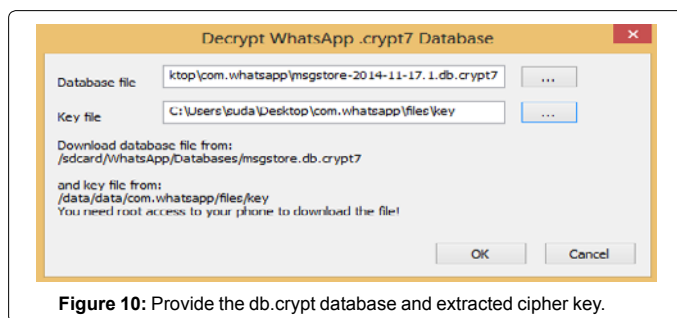 Decrypt WhatsApp .crypt7 Database
×
Database file
ktop\com.whatsapp\msgstore-2014-11-17.1.db.crypt7
...
Key file
C:\Users\suda\Desktop\com.whatsapp\files\key
...
Download database file from:
/sdcard/WhatsApp/Databases/msgstore.db.crypt7
and key file from:
/data/data/com.whatsapp/files/key
You need root access to your phone to download the file!
OK
Cancel
Figure 10: Provide the db.crypt database and extracted cipher key.